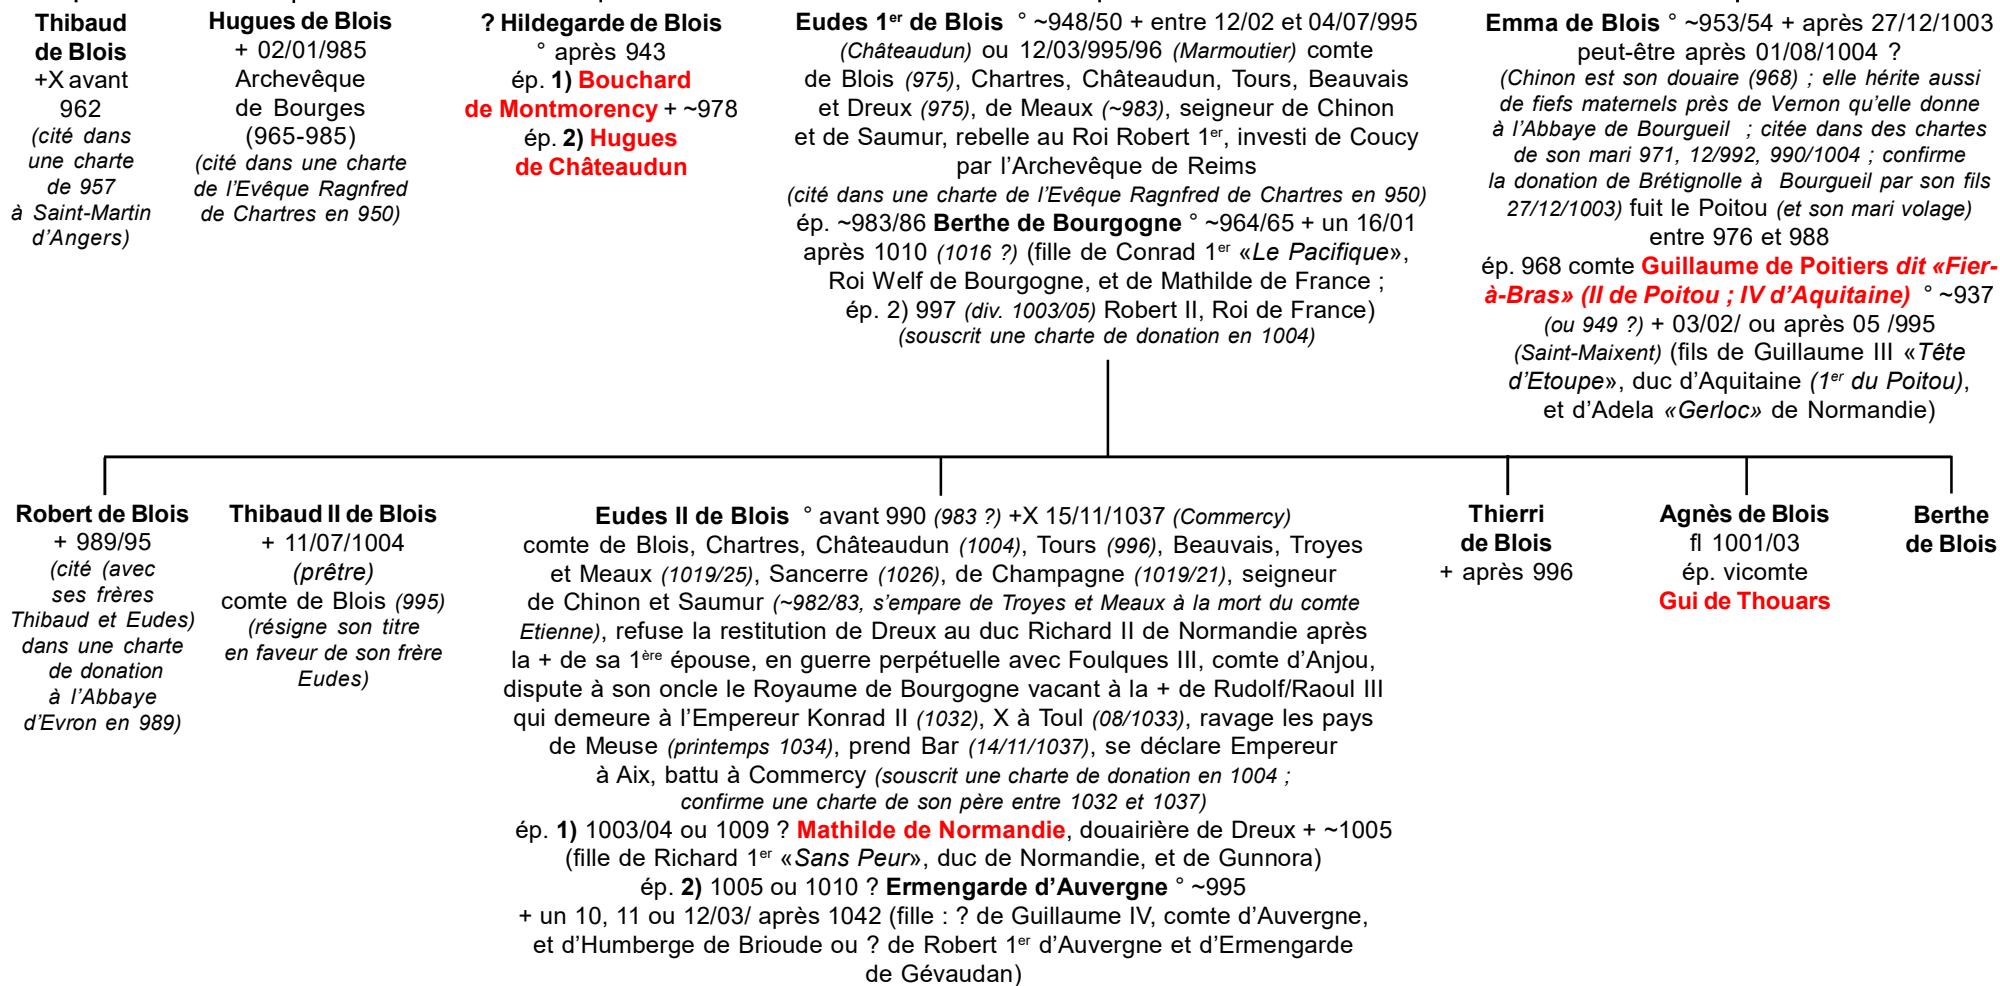 Thibaud
de Blois
+X avant
962
(cité dans
une charte
de 957
à Saint-Martin
d'Angers)
Hugues de Blois
+ 02/01/985
Archevêque
de Bourges
(965-985)
(cité dans une charte
de l'Evêque Ragnfred
de Chartres en 950)
? Hildegarde de Blois
° après 943
ép. 1) Bouchard
de Montmorency + ~978
ép. 2) Hugues
de Châteaudun
Eudes 1er de Blois ° ~948/50 + entre 12/02 et 04/07/995
(Châteaudun) ou 12/03/995/96 (Marmoutier) comte
de Blois (975), Chartres, Châteaudun, Tours, Beauvais
et Dreux (975), de Meaux (~983), seigneur de Chinon
et de Saumur, rebelle au Roi Robert 1er, investi de Coucy
par l'Archevêque de Reims
(cité dans une charte de l'Evêque Ragnfred de Chartres en 950)
ép. ~983/86 Berthe de Bourgogne ° ~964/65 + un 16/01
après 1010 (1016 ?) (fille de Conrad 1er «Le Pacifique»,
Roi Welf de Bourgogne, et de Mathilde de France ;
ép. 2) 997 (div. 1003/05) Robert II, Roi de France)
(souscrit une charte de donation en 1004)
Emma de Blois ° ~953/54 + après 27/12/1003
peut-être après 01/08/1004 ?
(Chinon est son douaire (968) ; elle hérite aussi
de fiefs maternels près de Vernon qu'elle donne
à l'Abbaye de Bourgueil ; citée dans des chartes
de son mari 971, 12/992, 990/1004 ; confirme
la donation de Brétignolle à Bourgueil par son fils
27/12/1003) fuit le Poitou (et son mari volage)
entre 976 et 988
ép. 968 comte Guillaume de Poitiers dit «Fier-
à-Bras» (II de Poitou ; IV d'Aquitaine) ° ~937
(ou 949 ?) + 03/02/ ou après 05 /995
(Saint-Maixent) (fils de Guillaume III «Tête
d'Etoupe», duc d'Aquitaine (1er du Poitou),
et d'Adela «Gerloc» de Normandie)
Robert de Blois
+ 989/95
(cité (avec
ses frères
Thibaud et Eudes)
dans une charte
de donation
à l'Abbaye
d'Evron en 989)
Thibaud II de Blois
+ 11/07/1004
(prêtre)
comte de Blois (995)
(résigne son titre
en faveur de son frère
Eudes)
Eudes II de Blois ° avant 990 (983 ?) +X 15/11/1037 (Commercy)
comte de Blois, Chartres, Châteaudun (1004), Tours (996), Beauvais, Troyes
et Meaux (1019/25), Sancerre (1026), de Champagne (1019/21), seigneur
de Chinon et Saumur (~982/83, s'empare de Troyes et Meaux à la mort du comte
Etienne), refuse la restitution de Dreux au duc Richard II de Normandie après
la + de sa 1ère épouse, en guerre perpétuelle avec Foulques III, comte d'Anjou,
dispute à son oncle le Royaume de Bourgogne vacant à la + de Rudolf/Raoul III
qui demeure à l'Empereur Konrad II (1032), X à Toul (08/1033), ravage les pays
de Meuse (printemps 1034), prend Bar (14/11/1037), se déclare Empereur
à Aix, battu à Commercy (souscrit une charte de donation en 1004 ;
confirme une charte de son père entre 1032 et 1037)
ép. 1) 1003/04 ou 1009 ? Mathilde de Normandie, douairière de Dreux + ~1005
(fille de Richard 1er «Sans Peur», duc de Normandie, et de Gunnora)
ép. 2) 1005 ou 1010 ? Ermengarde d'Auvergne ° ~995
+ un 10, 11 ou 12/03/ après 1042 (fille : ? de Guillaume IV, comte d'Auvergne,
et d'Humberge de Brioude ou ? de Robert 1er d'Auvergne et d'Ermengarde
de Gévaudan)
Thierri
de Blois
+ après 996
Agnès de Blois
fl 1001/03
ép. vicomte
Gui de Thouars
Berthe
de Blois